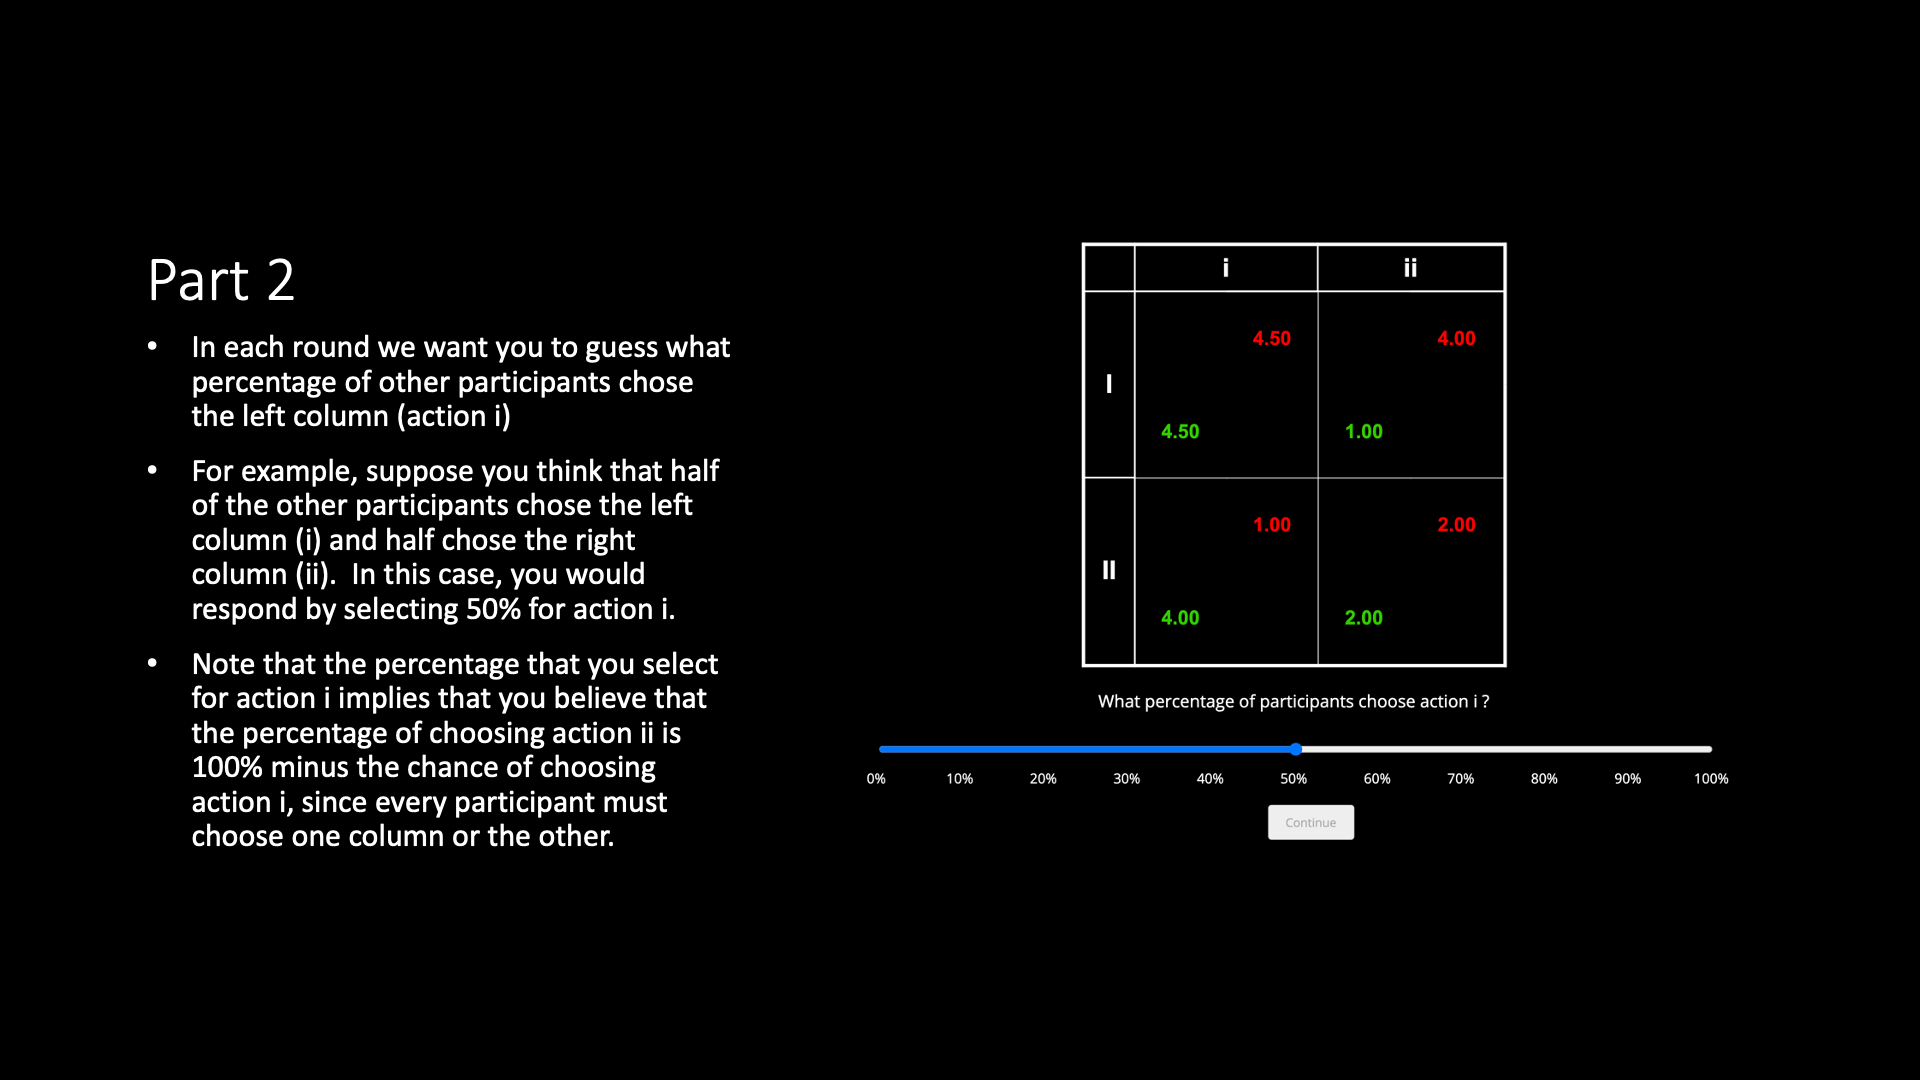 Part 2
• In each round we want you to guess what
percentage of other participants chose
the left column (action i)
• For example, suppose you think that half
of the other participants chose the left
column (i) and half chose the right
column (ii).  In this case, you would
respond by selecting 50% for action i.
• Note that the percentage that you select
for action i implies that you believe that
the percentage of choosing action ii is
100% minus the chance of choosing
action i, since every participant must
choose one column or the other.
i ii
4.50 4.00
I
4.50 1.00
1.00 2.00
II
4.00 2.00
What percentage of participants choose action i ?
0% 10% 20% 30% 40% 50% 60% 70% 80% 90% 100%
Continue